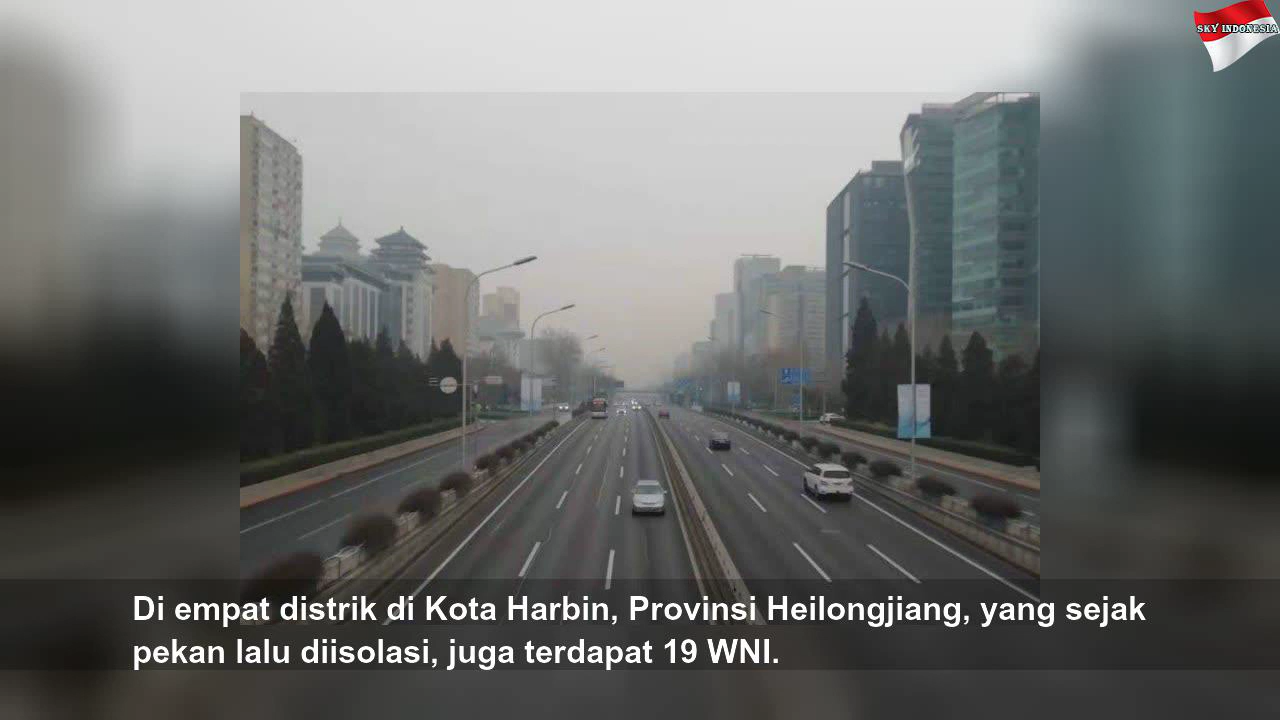 SKY INDONESIA
Di empat distrik di Kota Harbin, Provinsi Heilongjiang, yang sejak
pekan lalu diisolasi, juga terdapat 19 WNI.